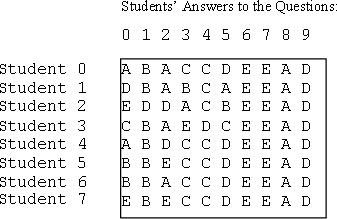 Students' Answers to the Questions:
0 1 2 3 4 5 6 7 8 9
Student 0 A B A C C D E E A D
Student 1 D B A B C A E E A D
Student 2 E D D A C B E E A D
Student 3 C B A E D C E E A D
Student 4 A B D C C D E E A D
Student 5 B B E C C D E E A D
Student 6 B B A C C D E E A D
Student 7 E B E C C D E E A D